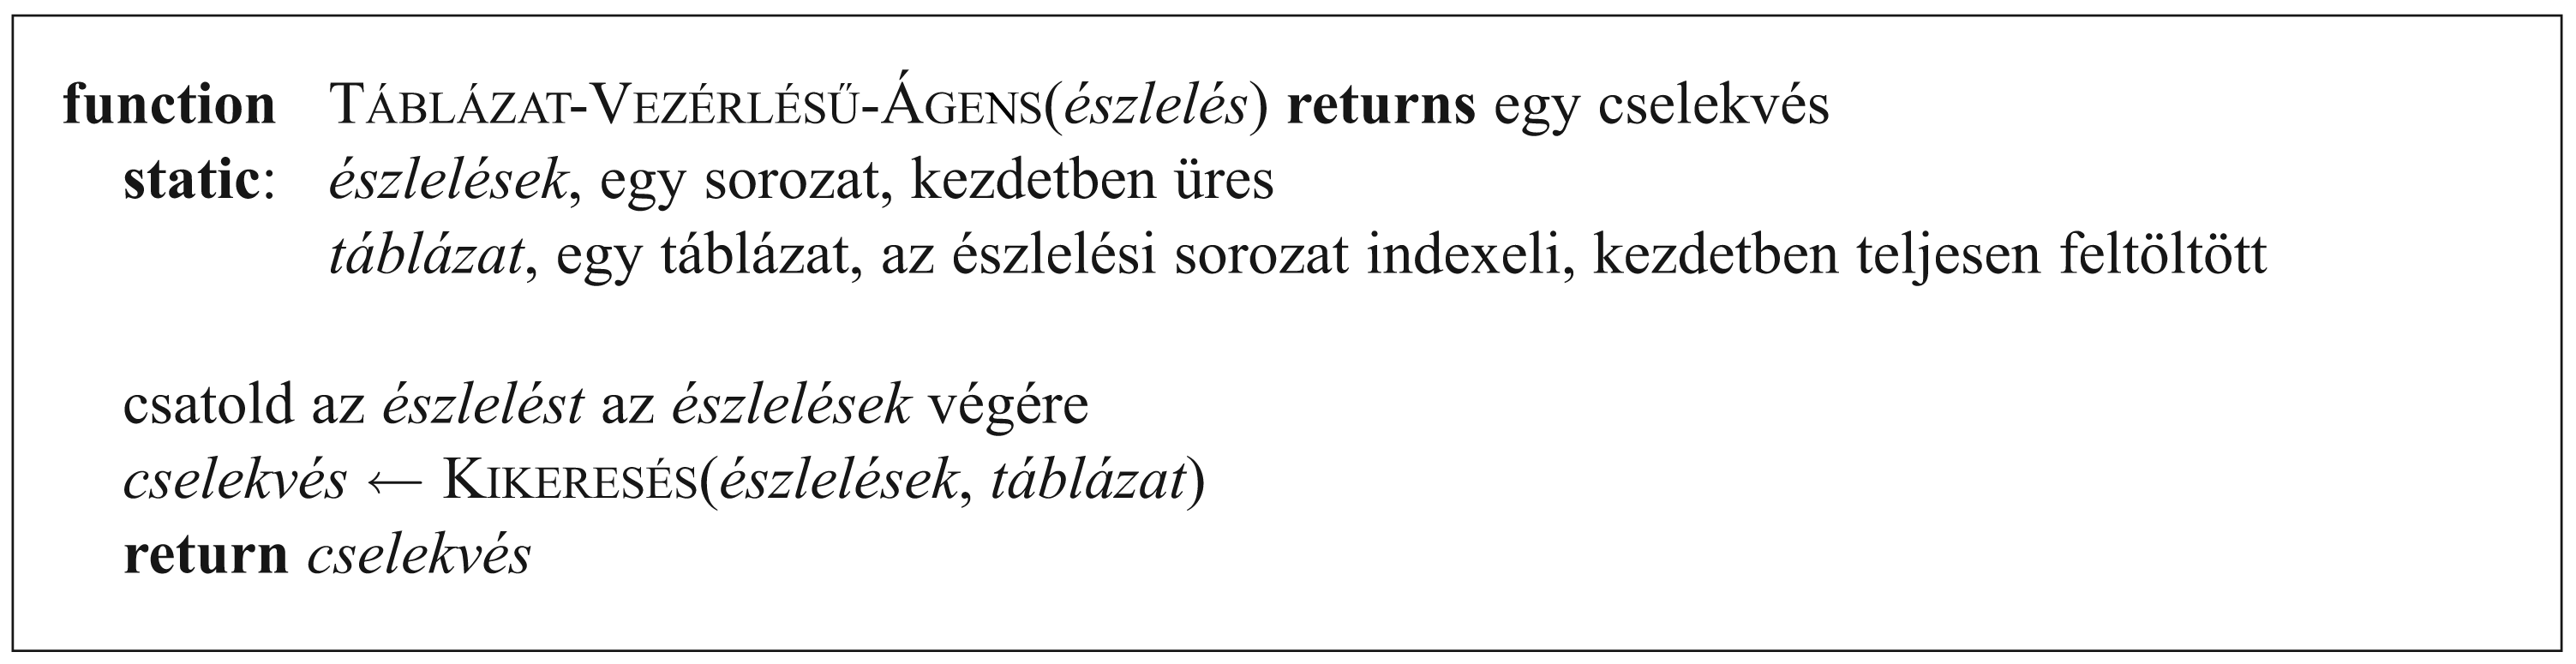 function TÁBLÁZAT-VEZÉRLÉSŰ-ÁGENS(észlelés) returns egy cselekvés
static: észlelések, egy sorozat, kezdetben üres
táblázat, egy táblázat, az észlelési sorozat indexeli, kezdetben teljesen feltöltött
csatold az észlelést az észlelések végére
cselekvés ← KIKERESÉS(észlelések, táblázat)
return cselekvés